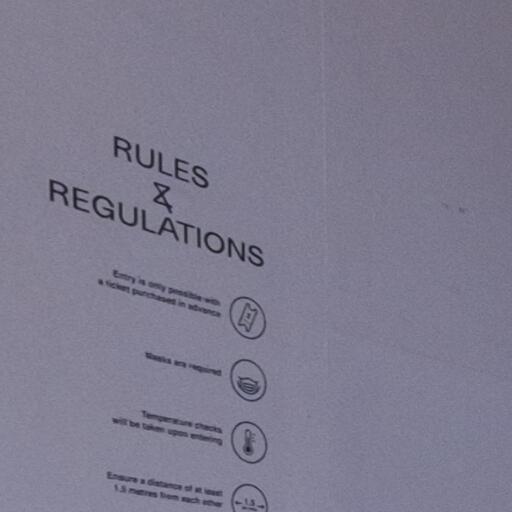 RULES
&
REGULATIONS
Entry is only possible with
a ticket purchased in advance
Masks are required
Temperature checks
will be taken upon entering
Ensure a distance of at least
1.5 metres from each other
1.5